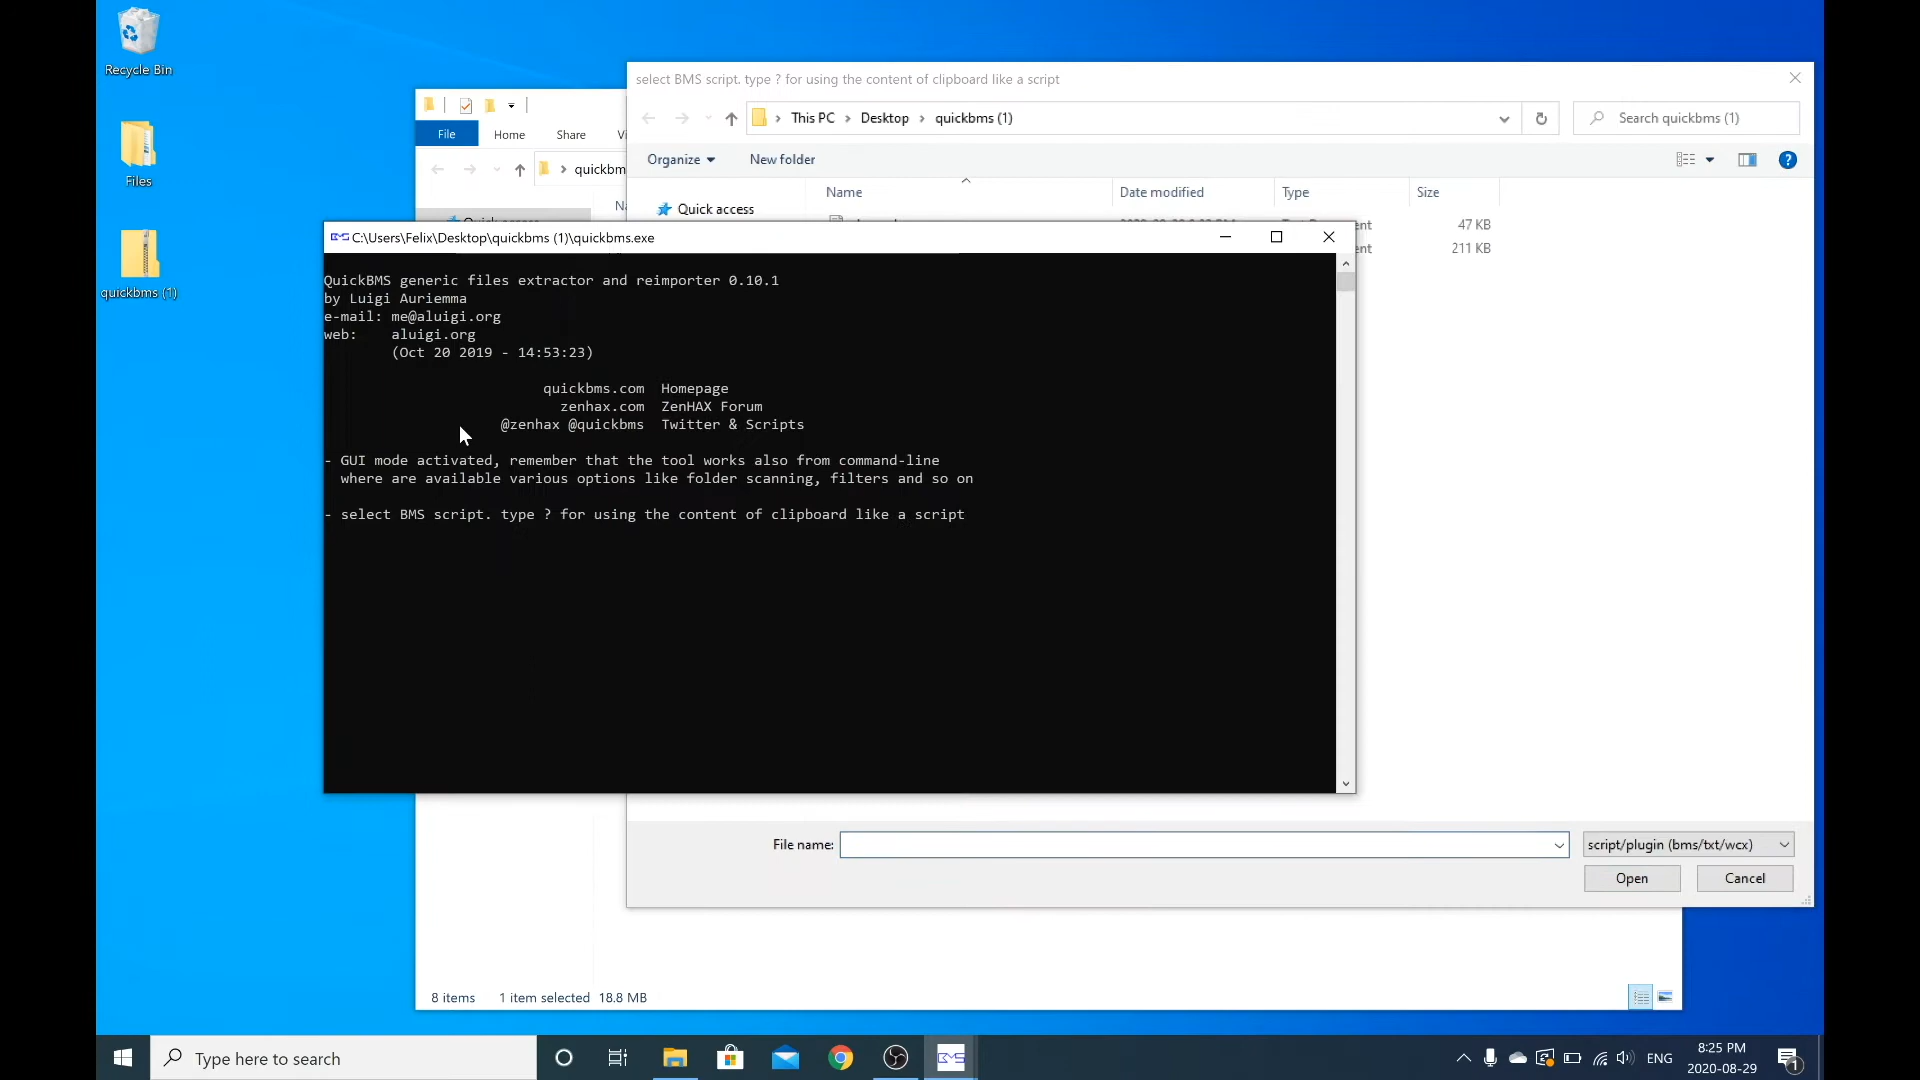 Recycle Bin
Files
quickbms (1)
select BMS script. type ? for using the content of clipboard like a script
This PC
Desktop
quickbms (1)
Search quickbms (1)
Organize
New folder
Name
Date modified
Type
Size
Quick access
47 KB
211 KB
File
Home
Share
C:\Users\Felix\Desktop\quickbms (1)\quickbms.exe
QuickBMS generic files extractor and reimporter 0.10.1
by Luigi Auriemma
e-mail: me@aluigi.org
web: aluigi.org
(Oct 20 2019 - 14:53:23)
quickbms.com Homepage
zenhax.com ZenHAX Forum
@zenhax @quickbms Twitter & Scripts
- GUI mode activated, remember that the tool works also from command-line
where are available various options like folder scanning, filters and so on
- select BMS script. type ? for using the content of clipboard like a script
File name:
script/plugin (bms/txt/wcx)
Open
Cancel
8 items 1 item selected 18.8 MB
Type here to search
ENG
8:25 PM
2020-08-29
1